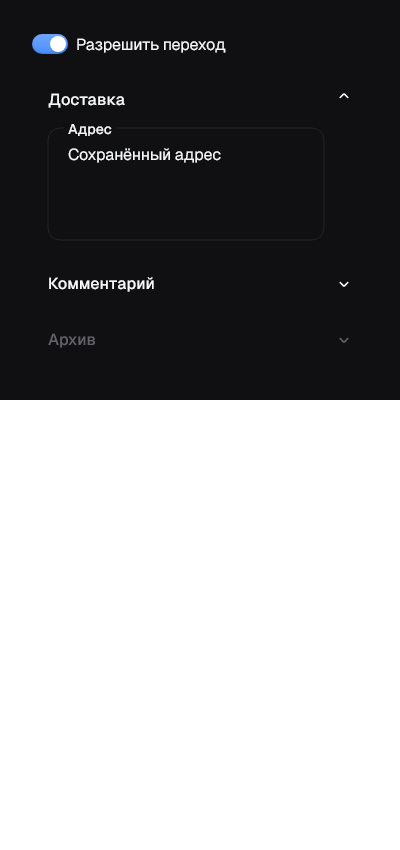 Разрешить переход
Доставка
Адрес
Сохранённый адрес
Комментарий
Архив